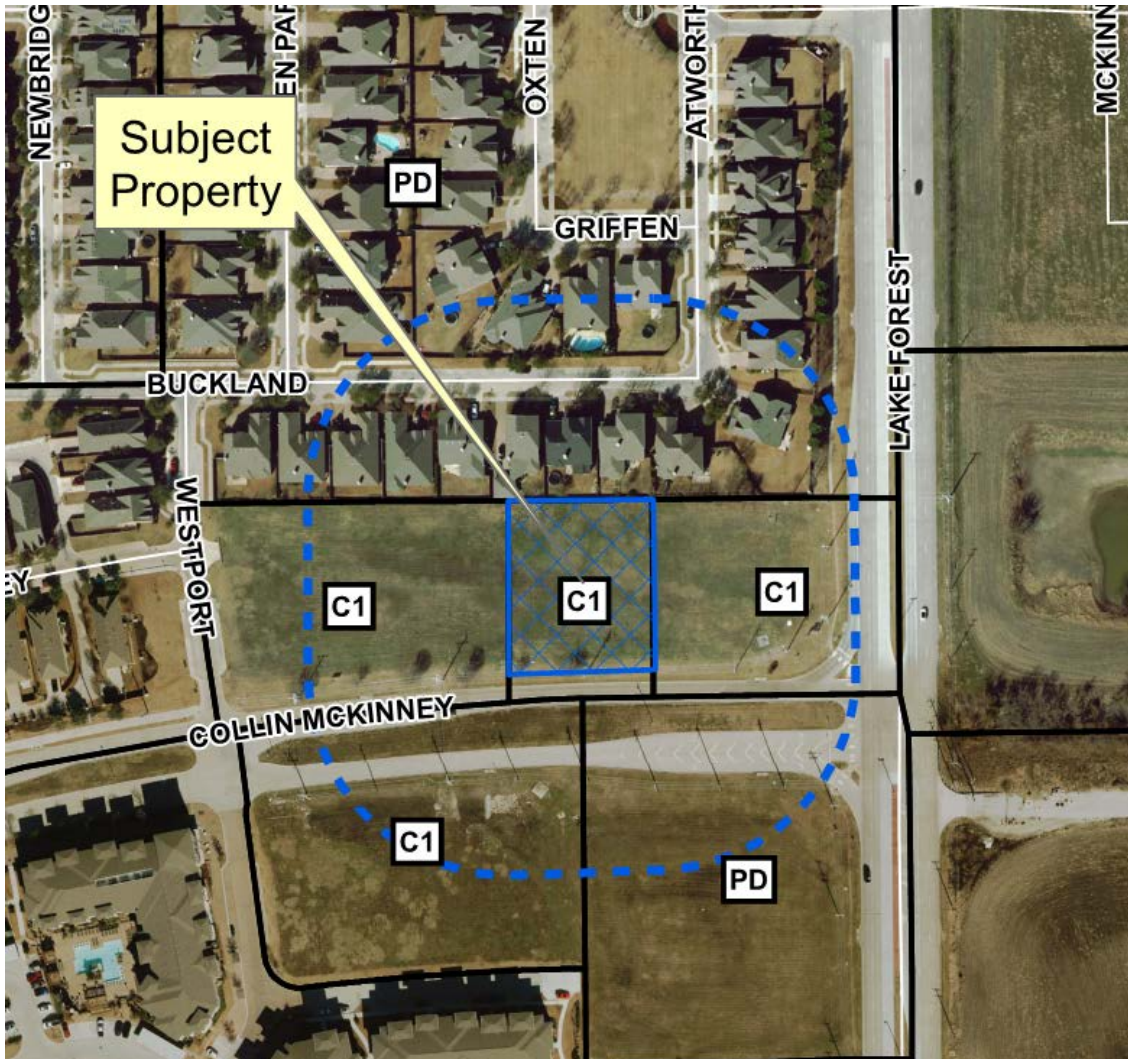 NEWBRIDG
EN PAR
OXTEN
ATWORTH
MCKINN
Subject
Property
PD
GRIFFEN
LAKE FOREST
BUCKLAND
WESTPORT
EY
C1
C1
C1
COLLIN MCKINNEY
C1
PD